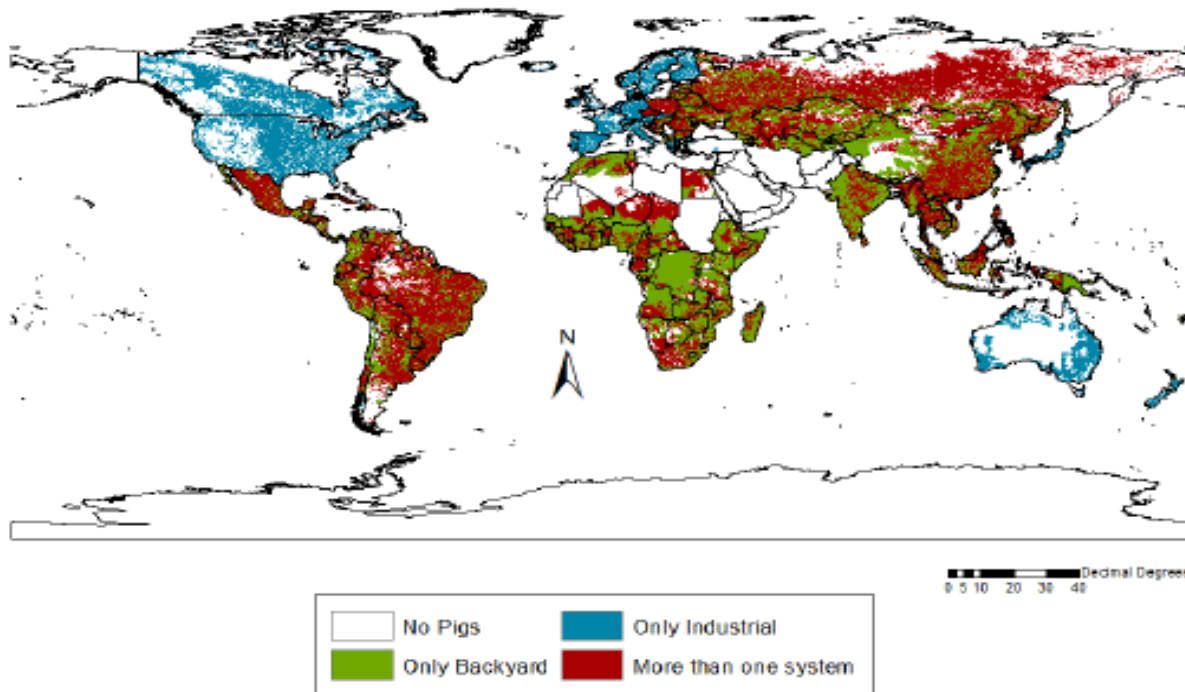 N
Decimal Degrees
0 5 10 20 30 40
No Pigs
Only Industrial
Only Backyard
More than one system